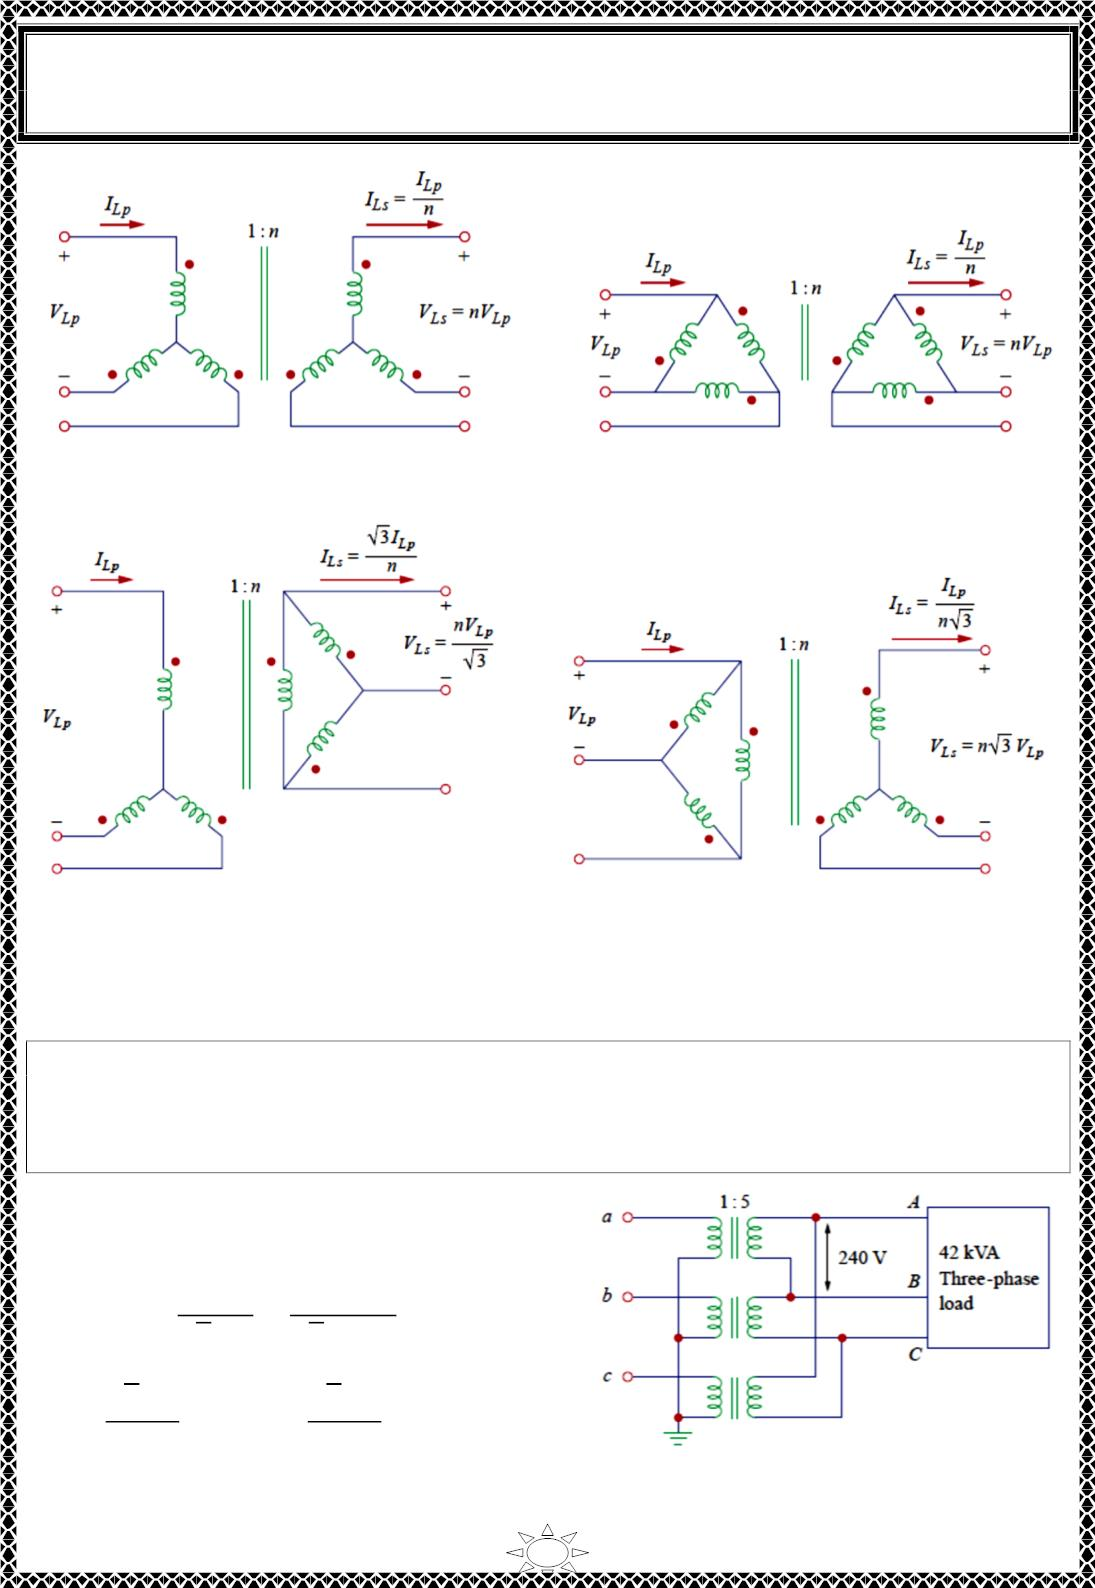 I_Lp
I_Ls = I_Lp / n
1 : n
+
+
V_Lp
V_Ls = nV_Lp
−
−
I_Lp
I_Ls = I_Lp / n
1 : n
+
+
V_Lp
V_Ls = nV_Lp
−
−
I_Lp
I_Ls = √3 I_Lp / n
1 : n
+
+
V_Ls = nV_Lp / √3
−
V_Lp
−
I_Lp
I_Ls = I_Lp / n√3
1 : n
+
+
V_Lp
V_Ls = n√3 V_Lp
−
−
1 : 5
a
A
240 V
42 kVA
Three-phase
load
b
B
c
C